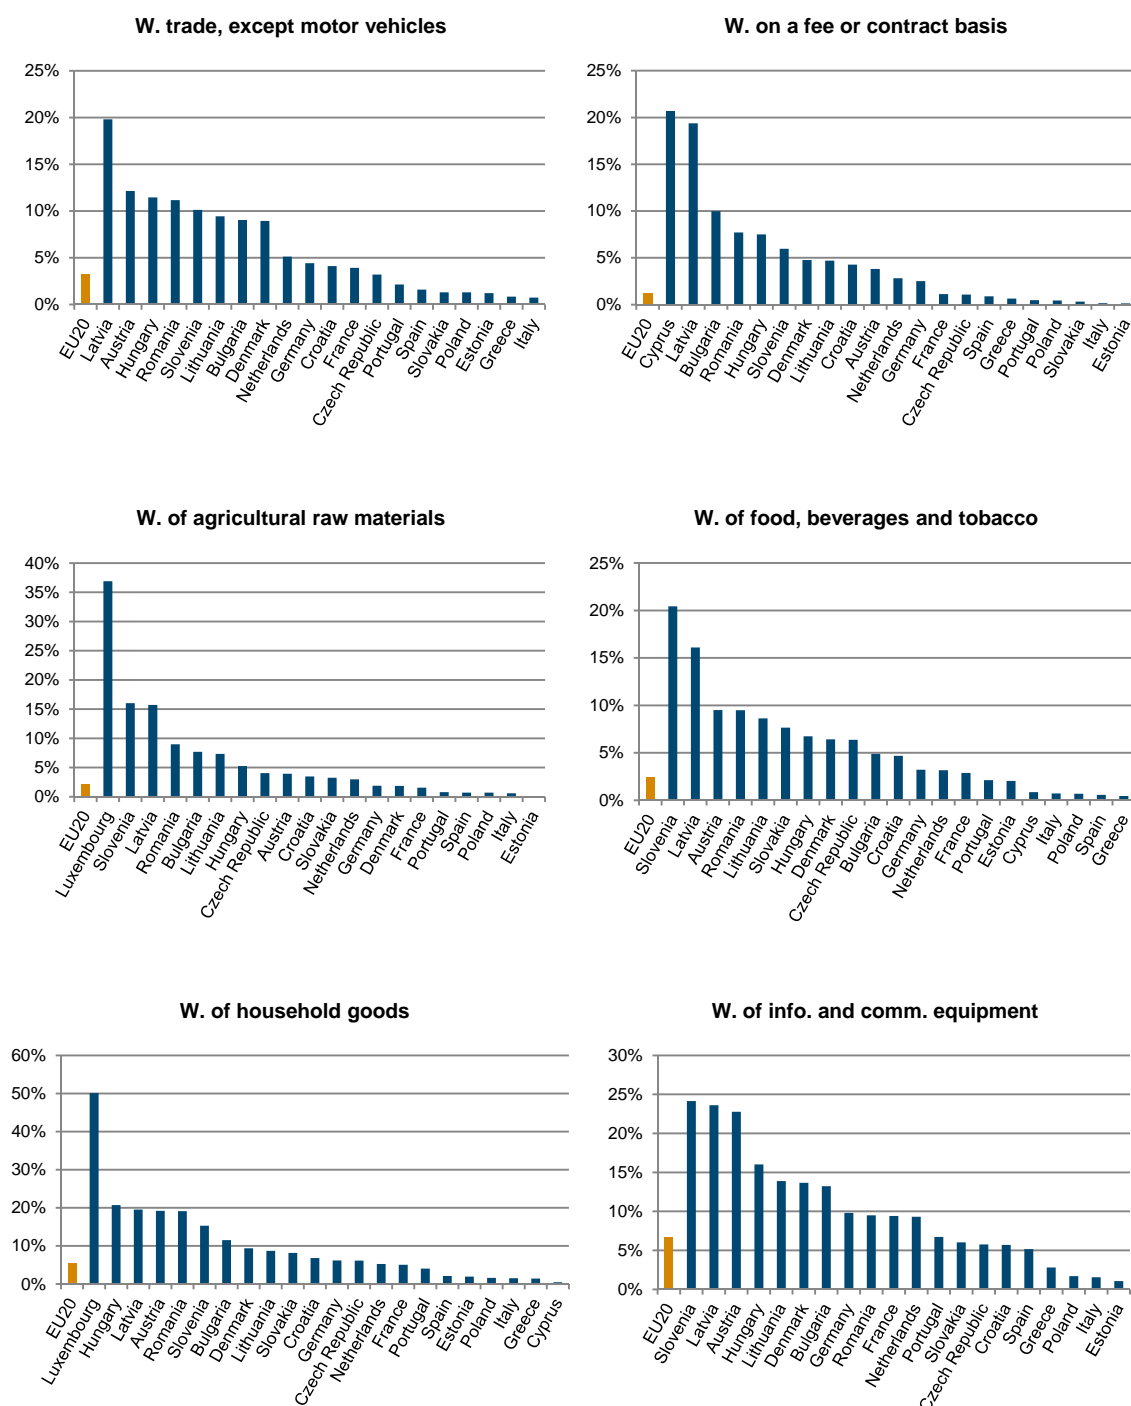 W. trade, except motor vehicles
25%
20%
15%
10%
5%
0%
EU20
Latvia
Austria
Hungary
Romania
Slovenia
Lithuania
Bulgaria
Denmark
Netherlands
Germany
Croatia
France
Czech Republic
Portugal
Spain
Slovakia
Poland
Estonia
Greece
Italy
W. on a fee or contract basis
25%
20%
15%
10%
5%
0%
EU20
Cyprus
Latvia
Bulgaria
Romania
Hungary
Slovenia
Denmark
Lithuania
Croatia
Austria
Netherlands
Germany
France
Czech Republic
Spain
Greece
Portugal
Poland
Slovakia
Italy
Estonia
W. of agricultural raw materials
40%
35%
30%
25%
20%
15%
10%
5%
0%
EU20
Luxembourg
Slovenia
Latvia
Romania
Bulgaria
Lithuania
Hungary
Czech Republic
Austria
Croatia
Slovakia
Netherlands
Germany
Denmark
France
Portugal
Spain
Poland
Italy
Estonia
W. of food, beverages and tobacco
25%
20%
15%
10%
5%
0%
EU20
Slovenia
Latvia
Austria
Romania
Lithuania
Slovakia
Hungary
Denmark
Czech Republic
Bulgaria
Croatia
Germany
Netherlands
France
Portugal
Estonia
Cyprus
Italy
Poland
Spain
Greece
W. of household goods
60%
50%
40%
30%
20%
10%
0%
EU20
Luxembourg
Hungary
Latvia
Austria
Romania
Slovenia
Bulgaria
Denmark
Lithuania
Slovakia
Croatia
Germany
Czech Republic
Netherlands
France
Portugal
Spain
Estonia
Poland
Italy
Greece
Cyprus
W. of info. and comm. equipment
30%
25%
20%
15%
10%
5%
0%
EU20
Slovenia
Latvia
Austria
Hungary
Lithuania
Denmark
Bulgaria
Germany
Romania
France
Netherlands
Portugal
Slovakia
Czech Republic
Croatia
Spain
Greece
Poland
Italy
Estonia